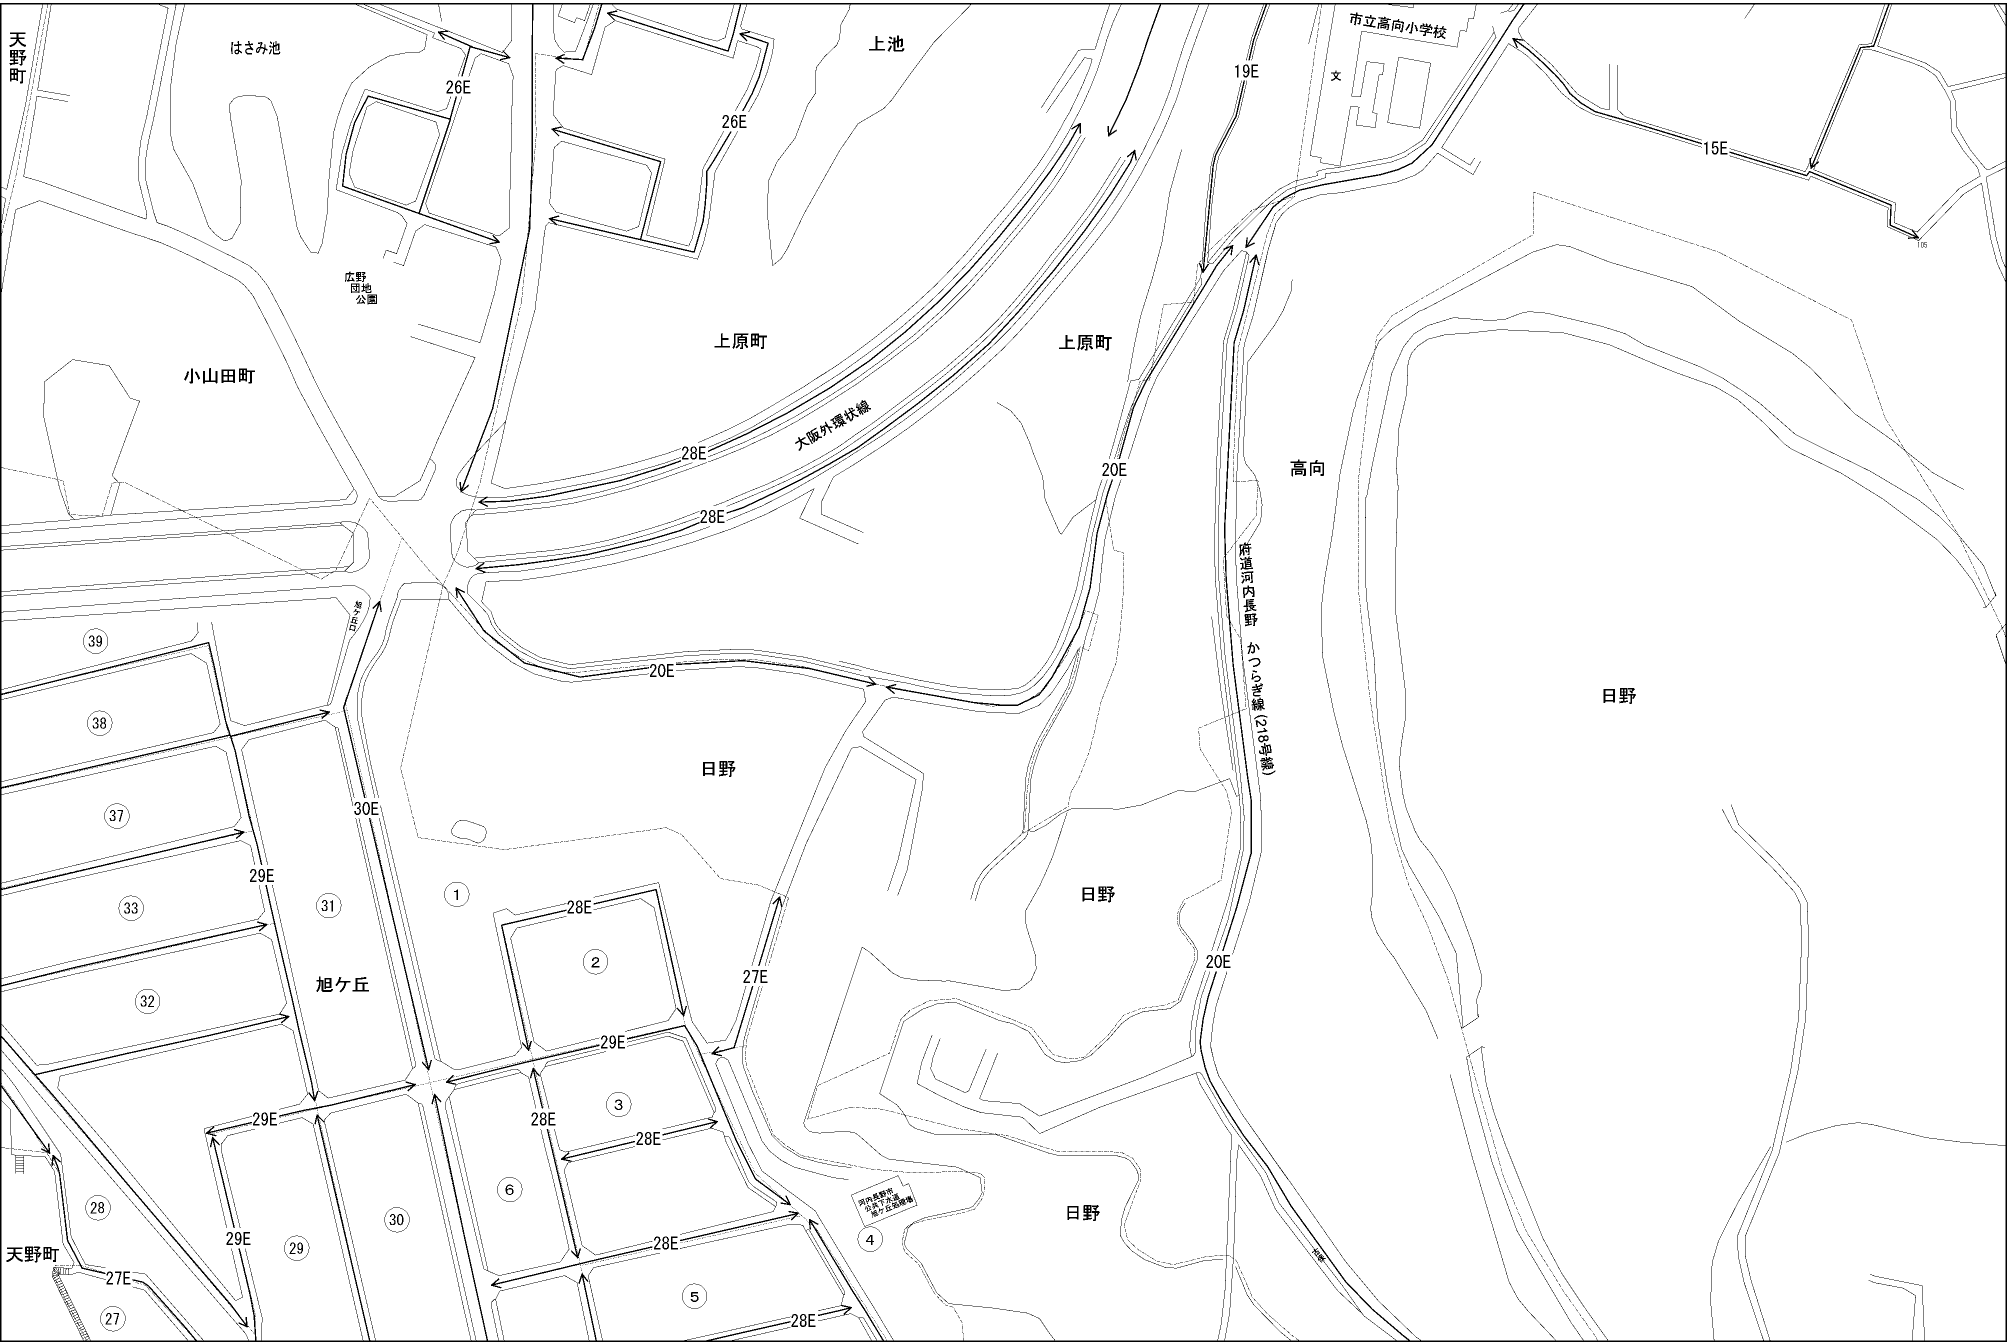 天野町
はさみ池
上池
市立高向小学校
文
19E
26E
26E
15E
105
広野
団地
公園
上原町
上原町
小山田町
大阪外環状線
28E
28E
20E
高向
府道河内長野 かつらぎ線(218号線)
旭ケ丘口
39
20E
日野
38
日野
30E
37
29E
1
日野
33
31
28E
2
27E
20E
旭ケ丘
32
29E
3
28E
28E
29E
6
河内長野市
公共下水道
旭ケ丘処理場
28
30
日野
29E
29
28E
4
天野町
27E
27
5
28E